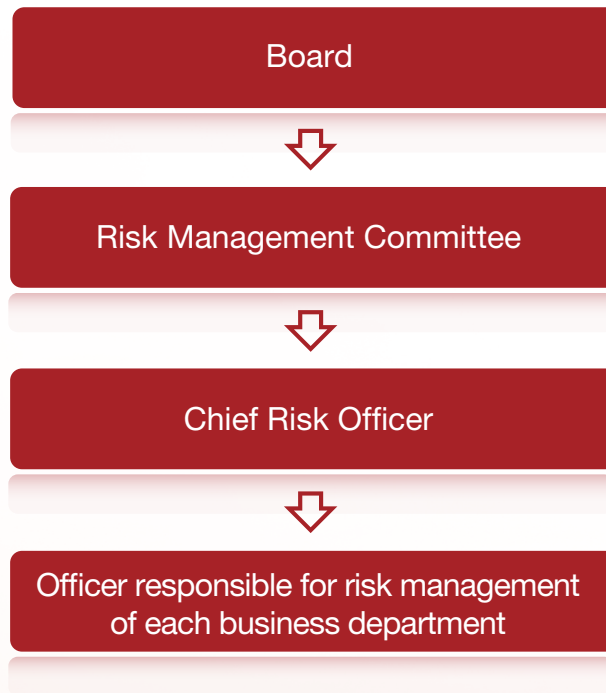 Board
Risk Management Committee
Chief Risk Officer
Officer responsible for risk management
of each business department